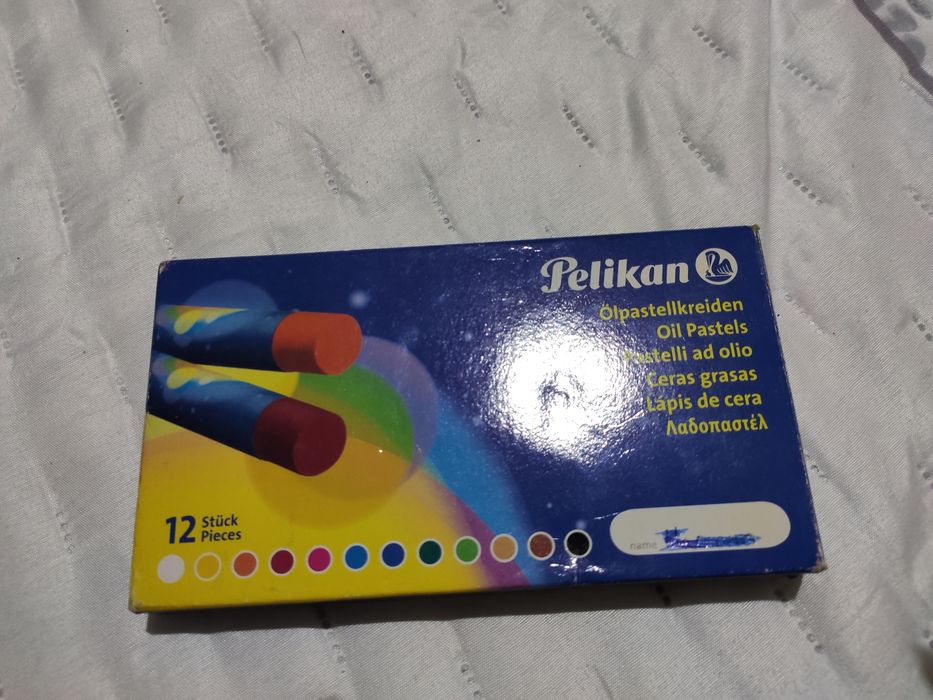 Pelikan
Ölpastellkreiden
Oil Pastels
Pastelli ad olio
Ceras grasas
Lápis de cera
Λαδοπαστέλ
12 Stück
Pieces
name